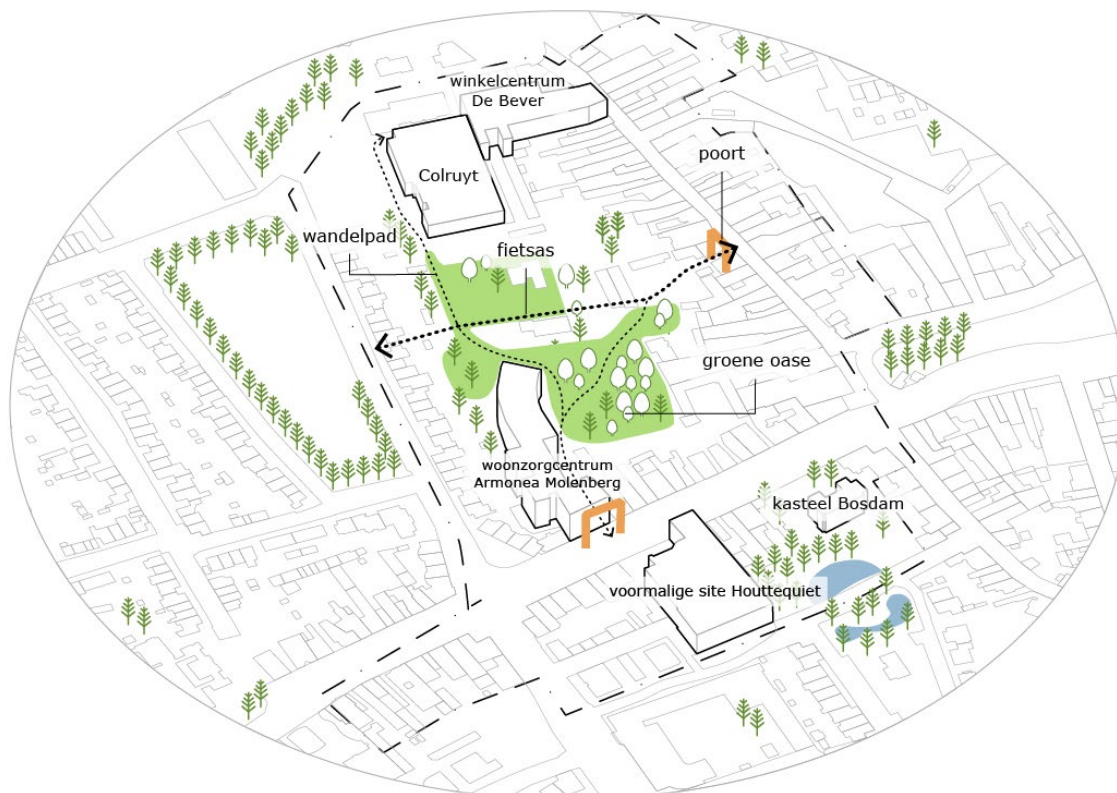 winkelcentrum
De Bever
Colruyt
poort
wandelpad
fietsas
groene oase
woonzorgcentrum
Armonea Molenberg
kasteel Bosdam
voormalige site Houttequiet